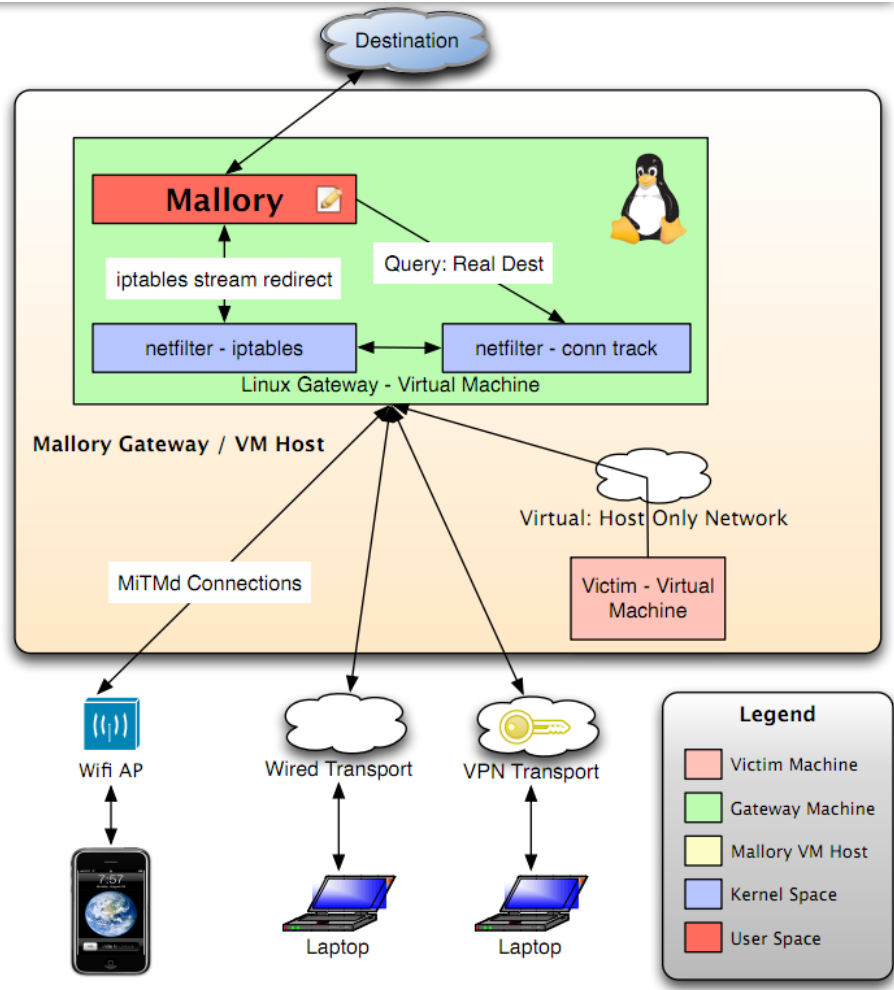 Destination
Mallory
iptables stream redirect
Query: Real Dest
netfilter - iptables
netfilter - conn track
Linux Gateway - Virtual Machine
Mallory Gateway / VM Host
Virtual: Host Only Network
MiTMd Connections
Victim - Virtual
Machine
Wifi AP
Wired Transport
VPN Transport
7:57
Laptop
Laptop
Legend
Victim Machine
Gateway Machine
Mallory VM Host
Kernel Space
User Space